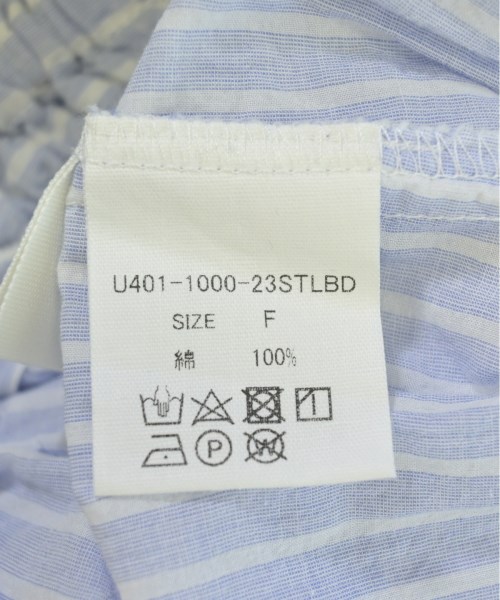 U401-1000-23STLBD
SIZE F
綿 100%
P
W